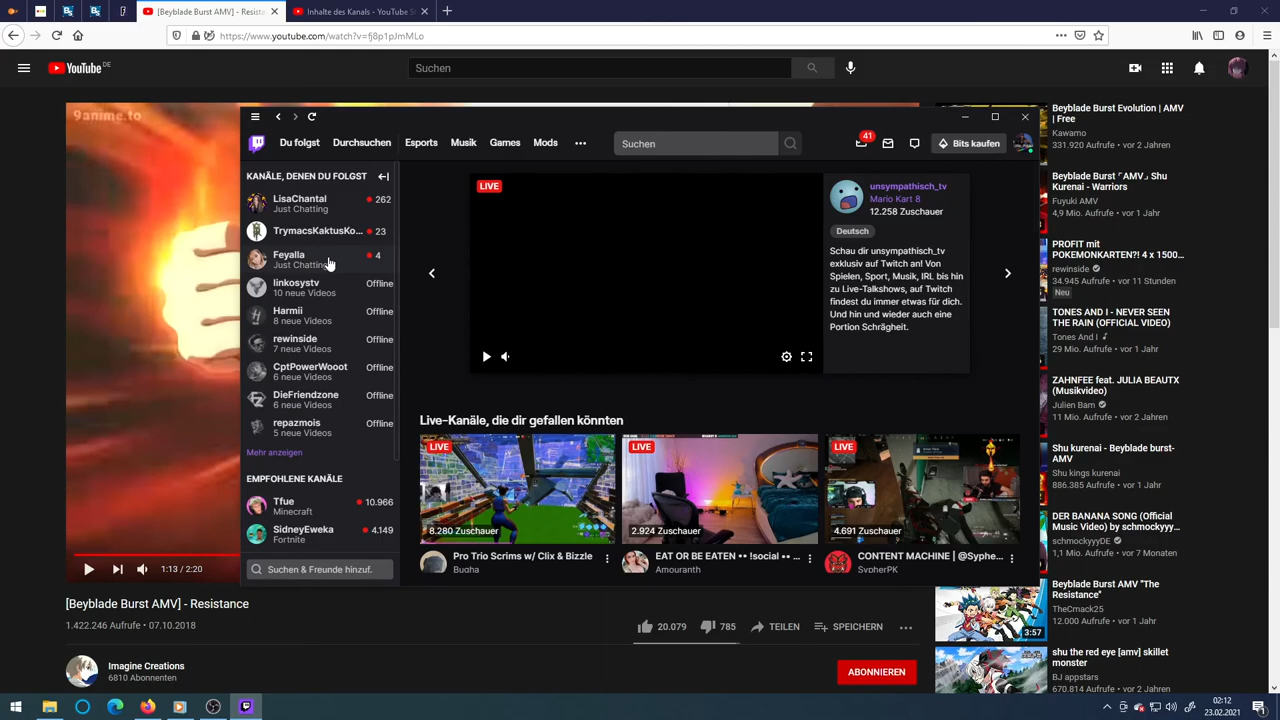 [Beyblade Burst AMV] - Resista
Inhalte des Kanals - YouTube S
https://www.youtube.com/watch?v=fj8p1pJmMLo
YouTube DE
Suchen
9anime.to
Du folgst
Durchsuchen
Esports
Musik
Games
Mods
Suchen
41
Bits kaufen
KANÄLE, DENEN DU FOLGST
LisaChantal
262
Just Chatting
TrymacsKaktusKo...
23
Feyalla
4
Just Chatting
linkosystv
Offline
10 neue Videos
Harmii
Offline
8 neue Videos
rewinside
Offline
7 neue Videos
CptPowerWooot
Offline
6 neue Videos
DieFriendzone
Offline
6 neue Videos
repazmois
Offline
5 neue Videos
Mehr anzeigen
EMPFOHLENE KANÄLE
Tfue
10.966
Minecraft
SidneyEweka
4.149
Fortnite
Suchen & Freunde hinzuf.
LIVE
unsympathisch_tv
Mario Kart 8
12.258 Zuschauer
Deutsch
Schau dir unsympathisch_tv
exklusiv auf Twitch an! Von
Spielen, Sport, Musik, IRL bis hin
zu Live-Talkshows, auf Twitch
findest du immer etwas für dich.
Und hin und wieder auch eine
Portion Schrägheit.
Live-Kanäle, die dir gefallen könnten
LIVE
8.280 Zuschauer
Pro Trio Scrims w/ Clix & Bizzle
Bugha
LIVE
2.924 Zuschauer
EAT OR BE EATEN •• !social •• ...
Amouranth
LIVE
4.691 Zuschauer
CONTENT MACHINE | @Syphe...
SypherPK
1:13 / 2:20
[Beyblade Burst AMV] - Resistance
1.422.246 Aufrufe • 07.10.2018
20.079
785
TEILEN
SPEICHERN
Imagine Creations
6810 Abonnenten
ABONNIEREN
Beyblade Burst Evolution | AMV
| Free
Kawamo
331.920 Aufrufe • vor 2 Jahren
Beyblade Burst「AMV」Shu
Kurenai - Warriors
Fuyuki AMV
4,9 Mio. Aufrufe • vor 1 Jahr
PROFIT mit
POKEMONKARTEN?! 4 x 1500...
rewinside
34.945 Aufrufe • vor 11 Stunden
Neu
TONES AND I - NEVER SEEN
THE RAIN (OFFICIAL VIDEO)
Tones And I
29 Mio. Aufrufe • vor 1 Jahr
ZAHNFEE feat. JULIA BEAUTX
(Musikvideo)
Julien Bam
11 Mio. Aufrufe • vor 2 Jahren
Shu kurenai - Beyblade burst-
AMV
Shu kings kurenai
886.385 Aufrufe • vor 1 Jahr
DER BANANA SONG (Official
Music Video) by schmockyyy...
schmockyyyDE
1,1 Mio. Aufrufe • vor 7 Monaten
Beyblade Burst AMV "The
Resistance"
TheCmack25
12.000 Aufrufe • vor 1 Jahr
3:57
shu the red eye [amv] skillet
monster
BJ appstars
670.814 Aufrufe • vor 2 Jahren
02:12
23.02.2021
1